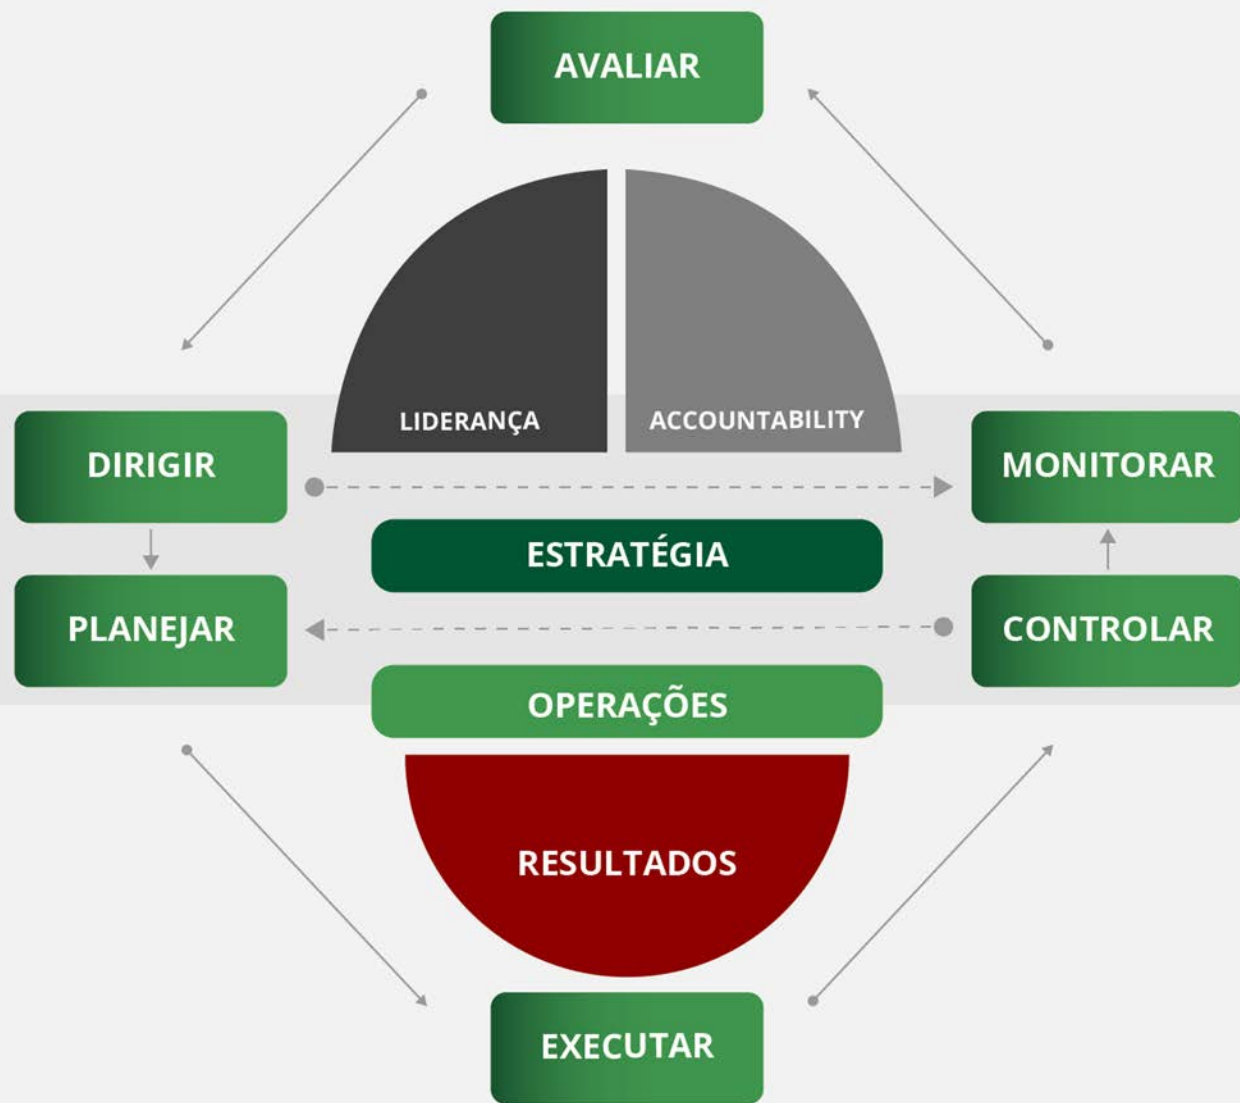 AVALIAR
LIDERANÇA
ACCOUNTABILITY
DIRIGIR
MONITORAR
ESTRATÉGIA
PLANEJAR
CONTROLAR
OPERAÇÕES
RESULTADOS
EXECUTAR